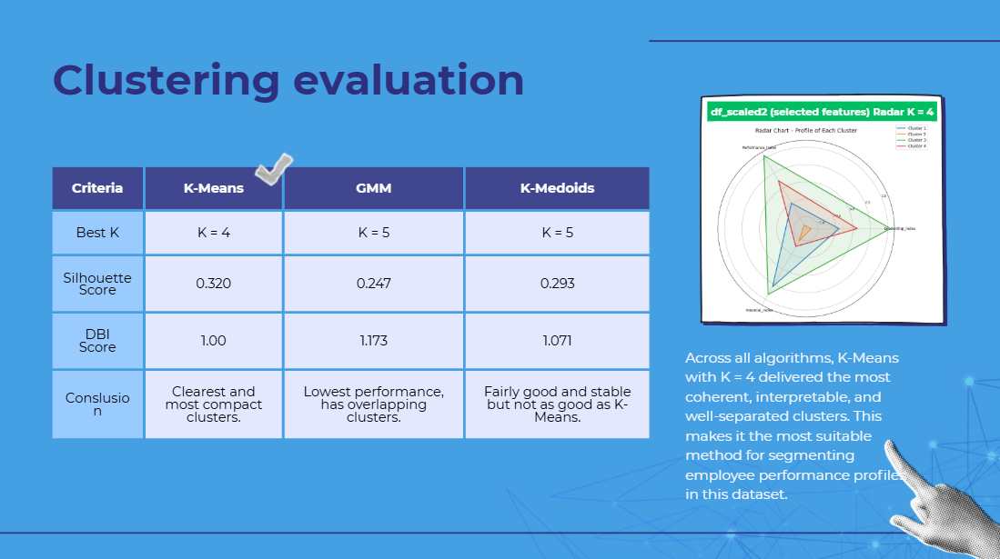 Clustering evaluation
Criteria
K-Means
GMM
K-Medoids
Best K
K = 4
K = 5
K = 5
Silhouette
Score
0.320
0.247
0.293
DBI
Score
1.00
1.173
1.071
Conslusio
n
Clearest and
most compact
clusters.
Lowest performance,
has overlapping
clusters.
Fairly good and stable
but not as good as K-
Means.
df_scaled2 (selected features) Radar K = 4
Radar Chart - Profile of Each Cluster
Cluster 1
Cluster 2
Cluster 3
Cluster 4
Performance_Index
Leadership_Index
Potential_Index
Across all algorithms, K-Means
with K = 4 delivered the most
coherent, interpretable, and
well-separated clusters. This
makes it the most suitable
method for segmenting
employee performance profiles
in this dataset.